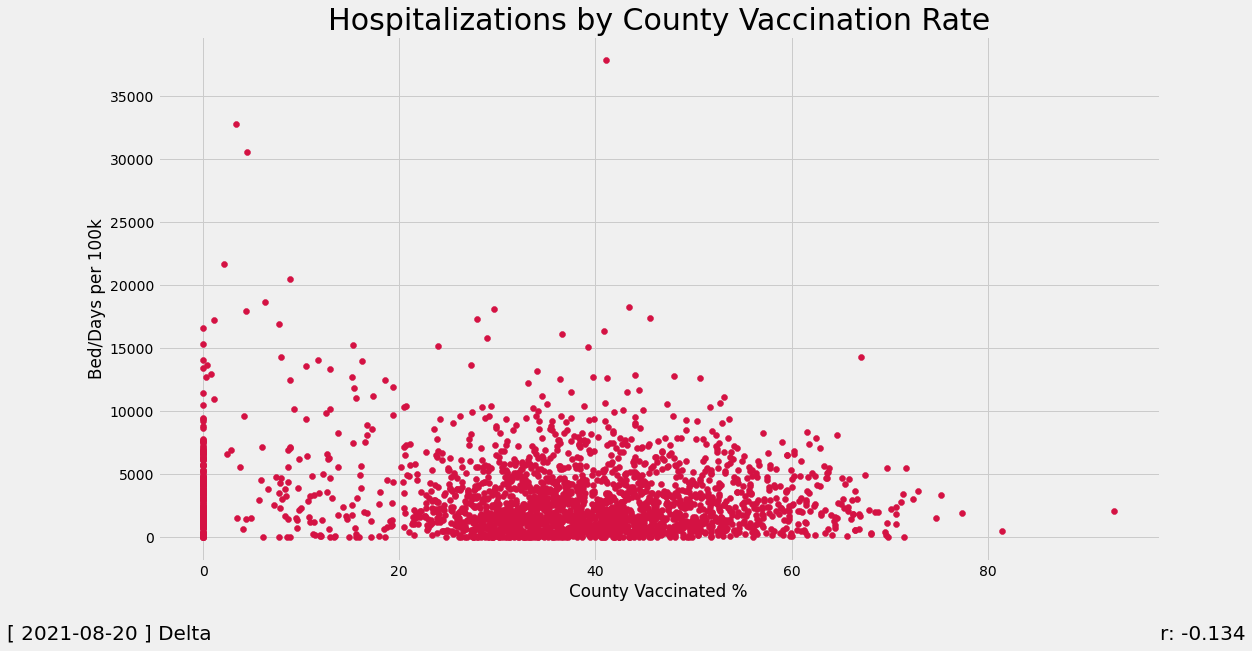 Hospitalizations by County Vaccination Rate
35000
30000
25000
20000
15000
10000
5000
0
Bed/Days per 100k
0 20 40 60 80
County Vaccinated %
[ 2021-08-20 ] Delta
r: -0.134